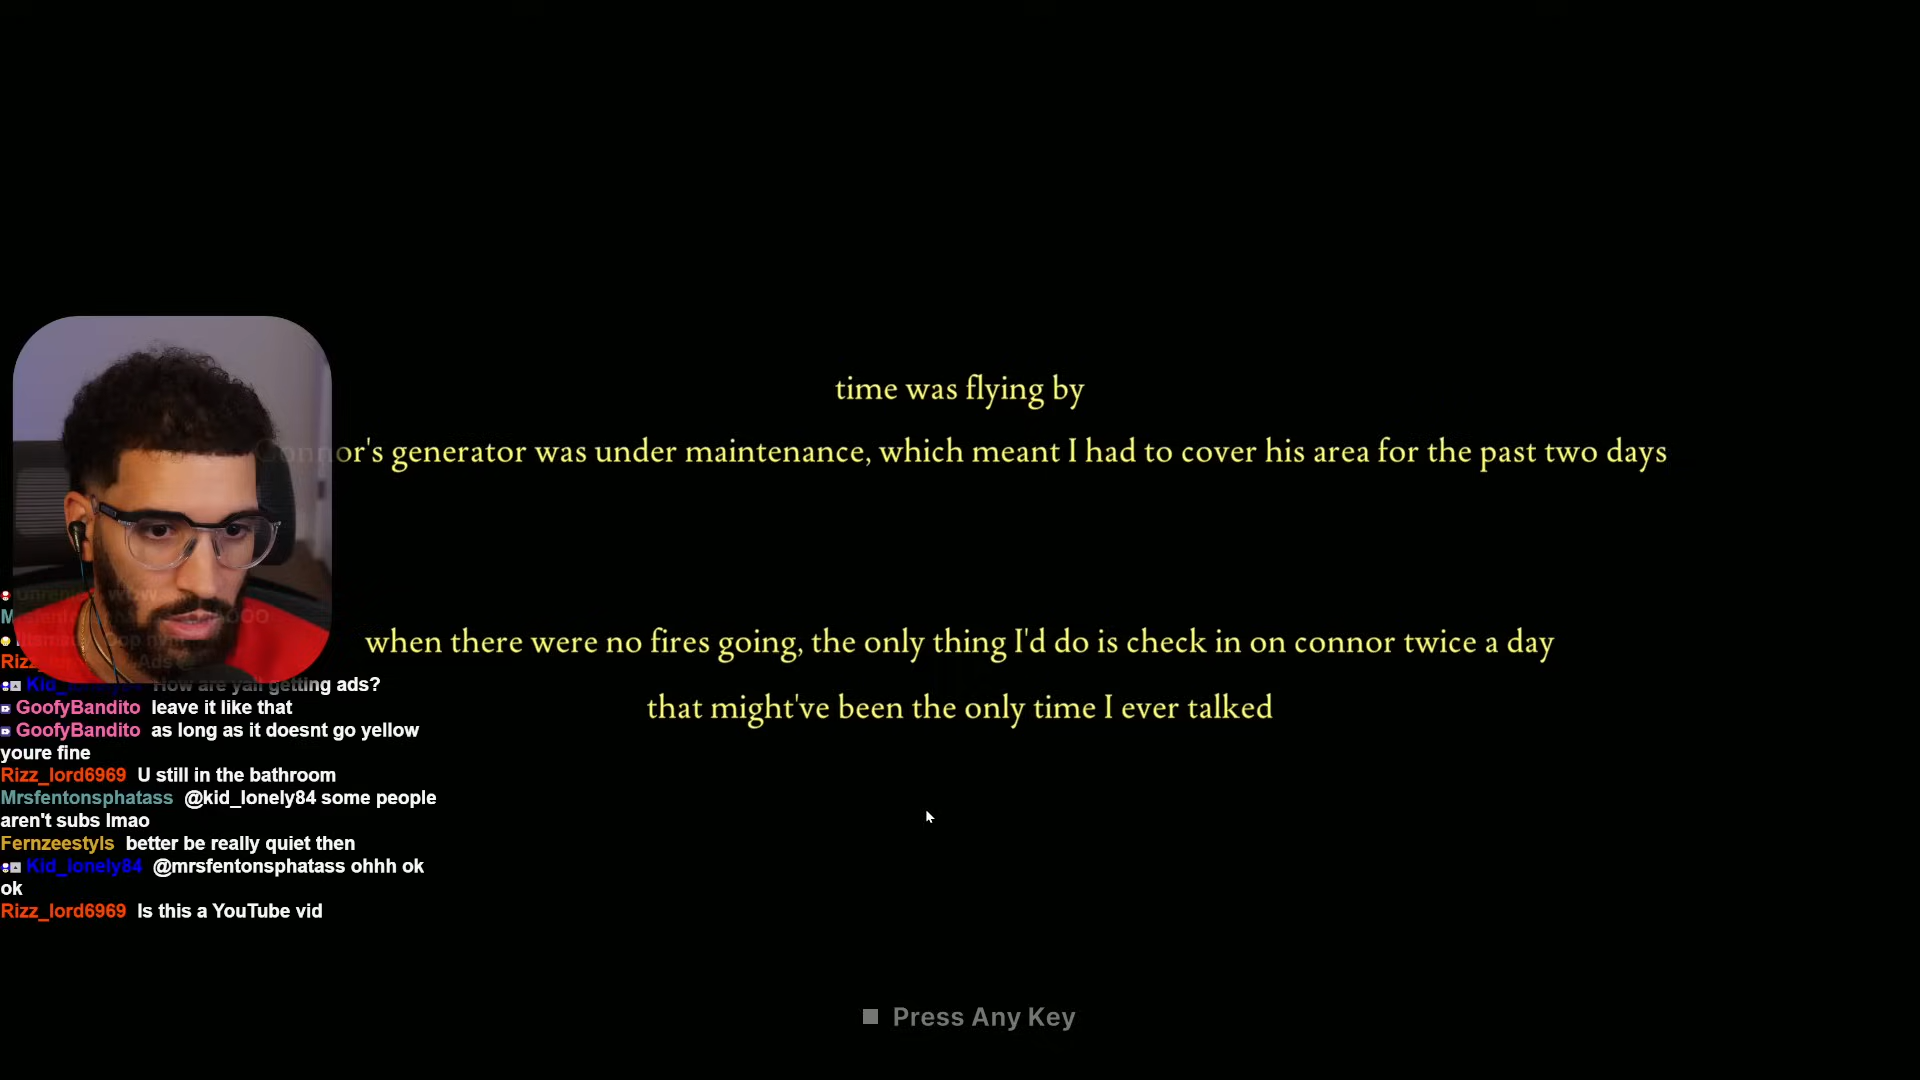 time was flying by
Connor's generator was under maintenance, which meant I had to cover his area for the past two days
when there were no fires going, the only thing I'd do is check in on connor twice a day
that might've been the only time I ever talked
How are yall getting ads?
GoofyBandito leave it like that
GoofyBandito as long as it doesnt go yellow
youre fine
Rizz_lord6969 U still in the bathroom
Mrsfentonsphatass @kid_lonely84 some people
aren't subs lmao
Fernzeestyls better be really quiet then
Kid_lonely84 @mrsfentonsphatass ohhh ok
ok
Rizz_lord6969 Is this a YouTube vid
Press Any Key